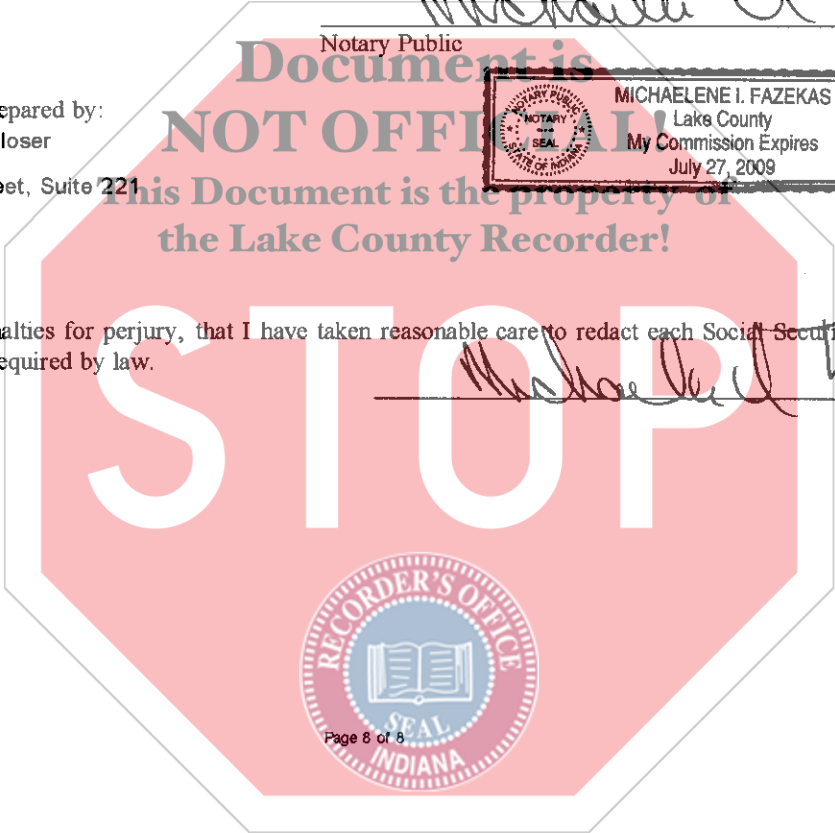 Michaelene
Notary Public
Document is
NOT OFFICIAL!
This Document is the property of
the Lake County Recorder!
NOTARY PUBLIC
NOTARY
SEAL
STATE OF INDIANA
MICHAELENE I. FAZEKAS
Lake County
My Commission Expires
July 27, 2009
epared by:
loser
eet, Suite 221
alties for perjury, that I have taken reasonable care to redact each Social Securi
equired by law.
STOP
RECORDER'S OFFICE
SEAL
INDIANA
Page 8 of 8